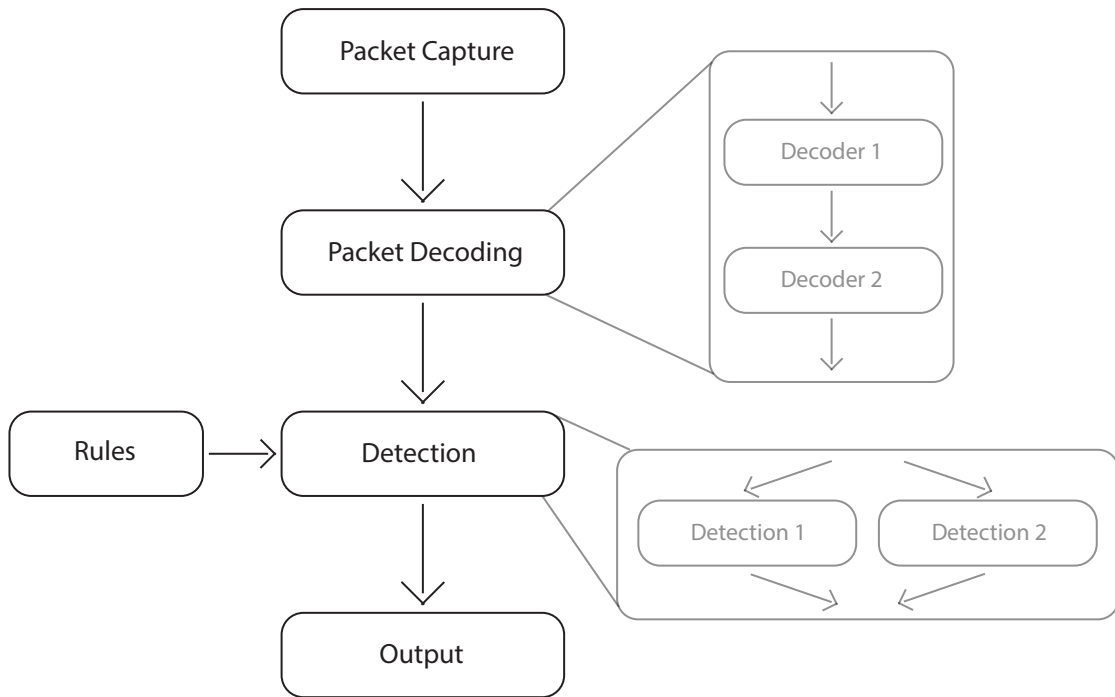 Packet Capture
Decoder 1
Packet Decoding
Decoder 2
Rules
Detection
Detection 1
Detection 2
Output